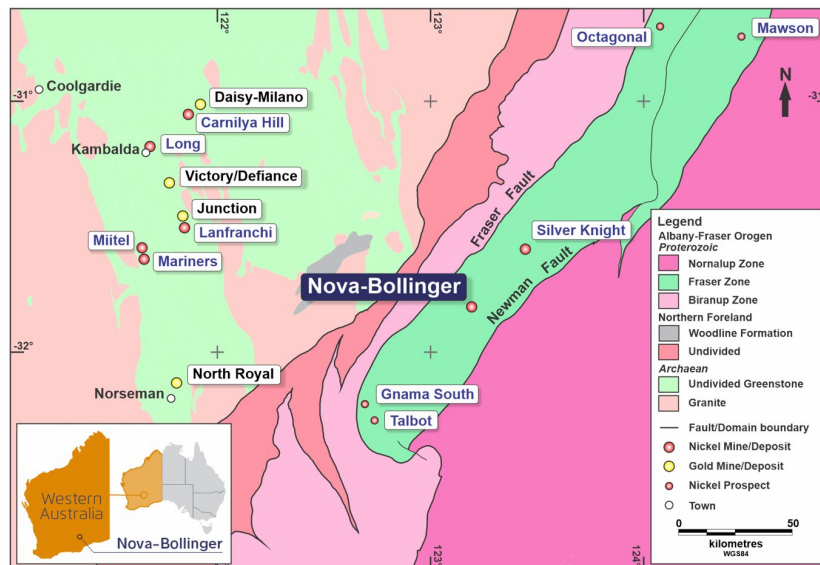 122°
123°
Octagonal
Mawson
Coolgardie
N
-31°
-31°
Daisy-Milano
Carnilya Hill
Long
Kambalda
Victory/Defiance
Junction
Lanfranchi
Miitel
Mariners
Fraser Fault
Silver Knight
Newman Fault
Nova-Bollinger
-32°
North Royal
Norseman
Gnama South
Talbot
Legend
Albany-Fraser Orogen
Proterozoic
Nornalup Zone
Fraser Zone
Biranup Zone
Northern Foreland
Woodline Formation
Undivided
Archaean
Undivided Greenstone
Granite
Fault/Domain boundary
Nickel Mine/Deposit
Gold Mine/Deposit
Nickel Prospect
Town
0 50
kilometres
WGS84
Western
Australia
Nova-Bollinger
122°
123°
124°